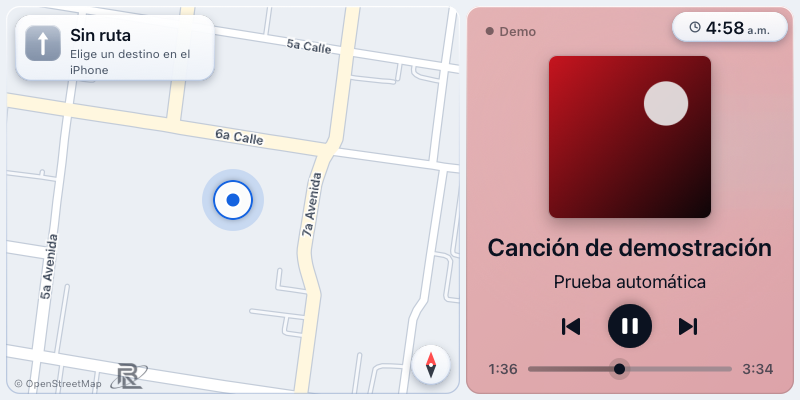 Sin ruta
Elige un destino en el
iPhone
5a Calle
6a Calle
7a Avenida
5a Avenida
© OpenStreetMap
Demo
4:58 a.m.
Canción de demostración
Prueba automática
1:36
3:34